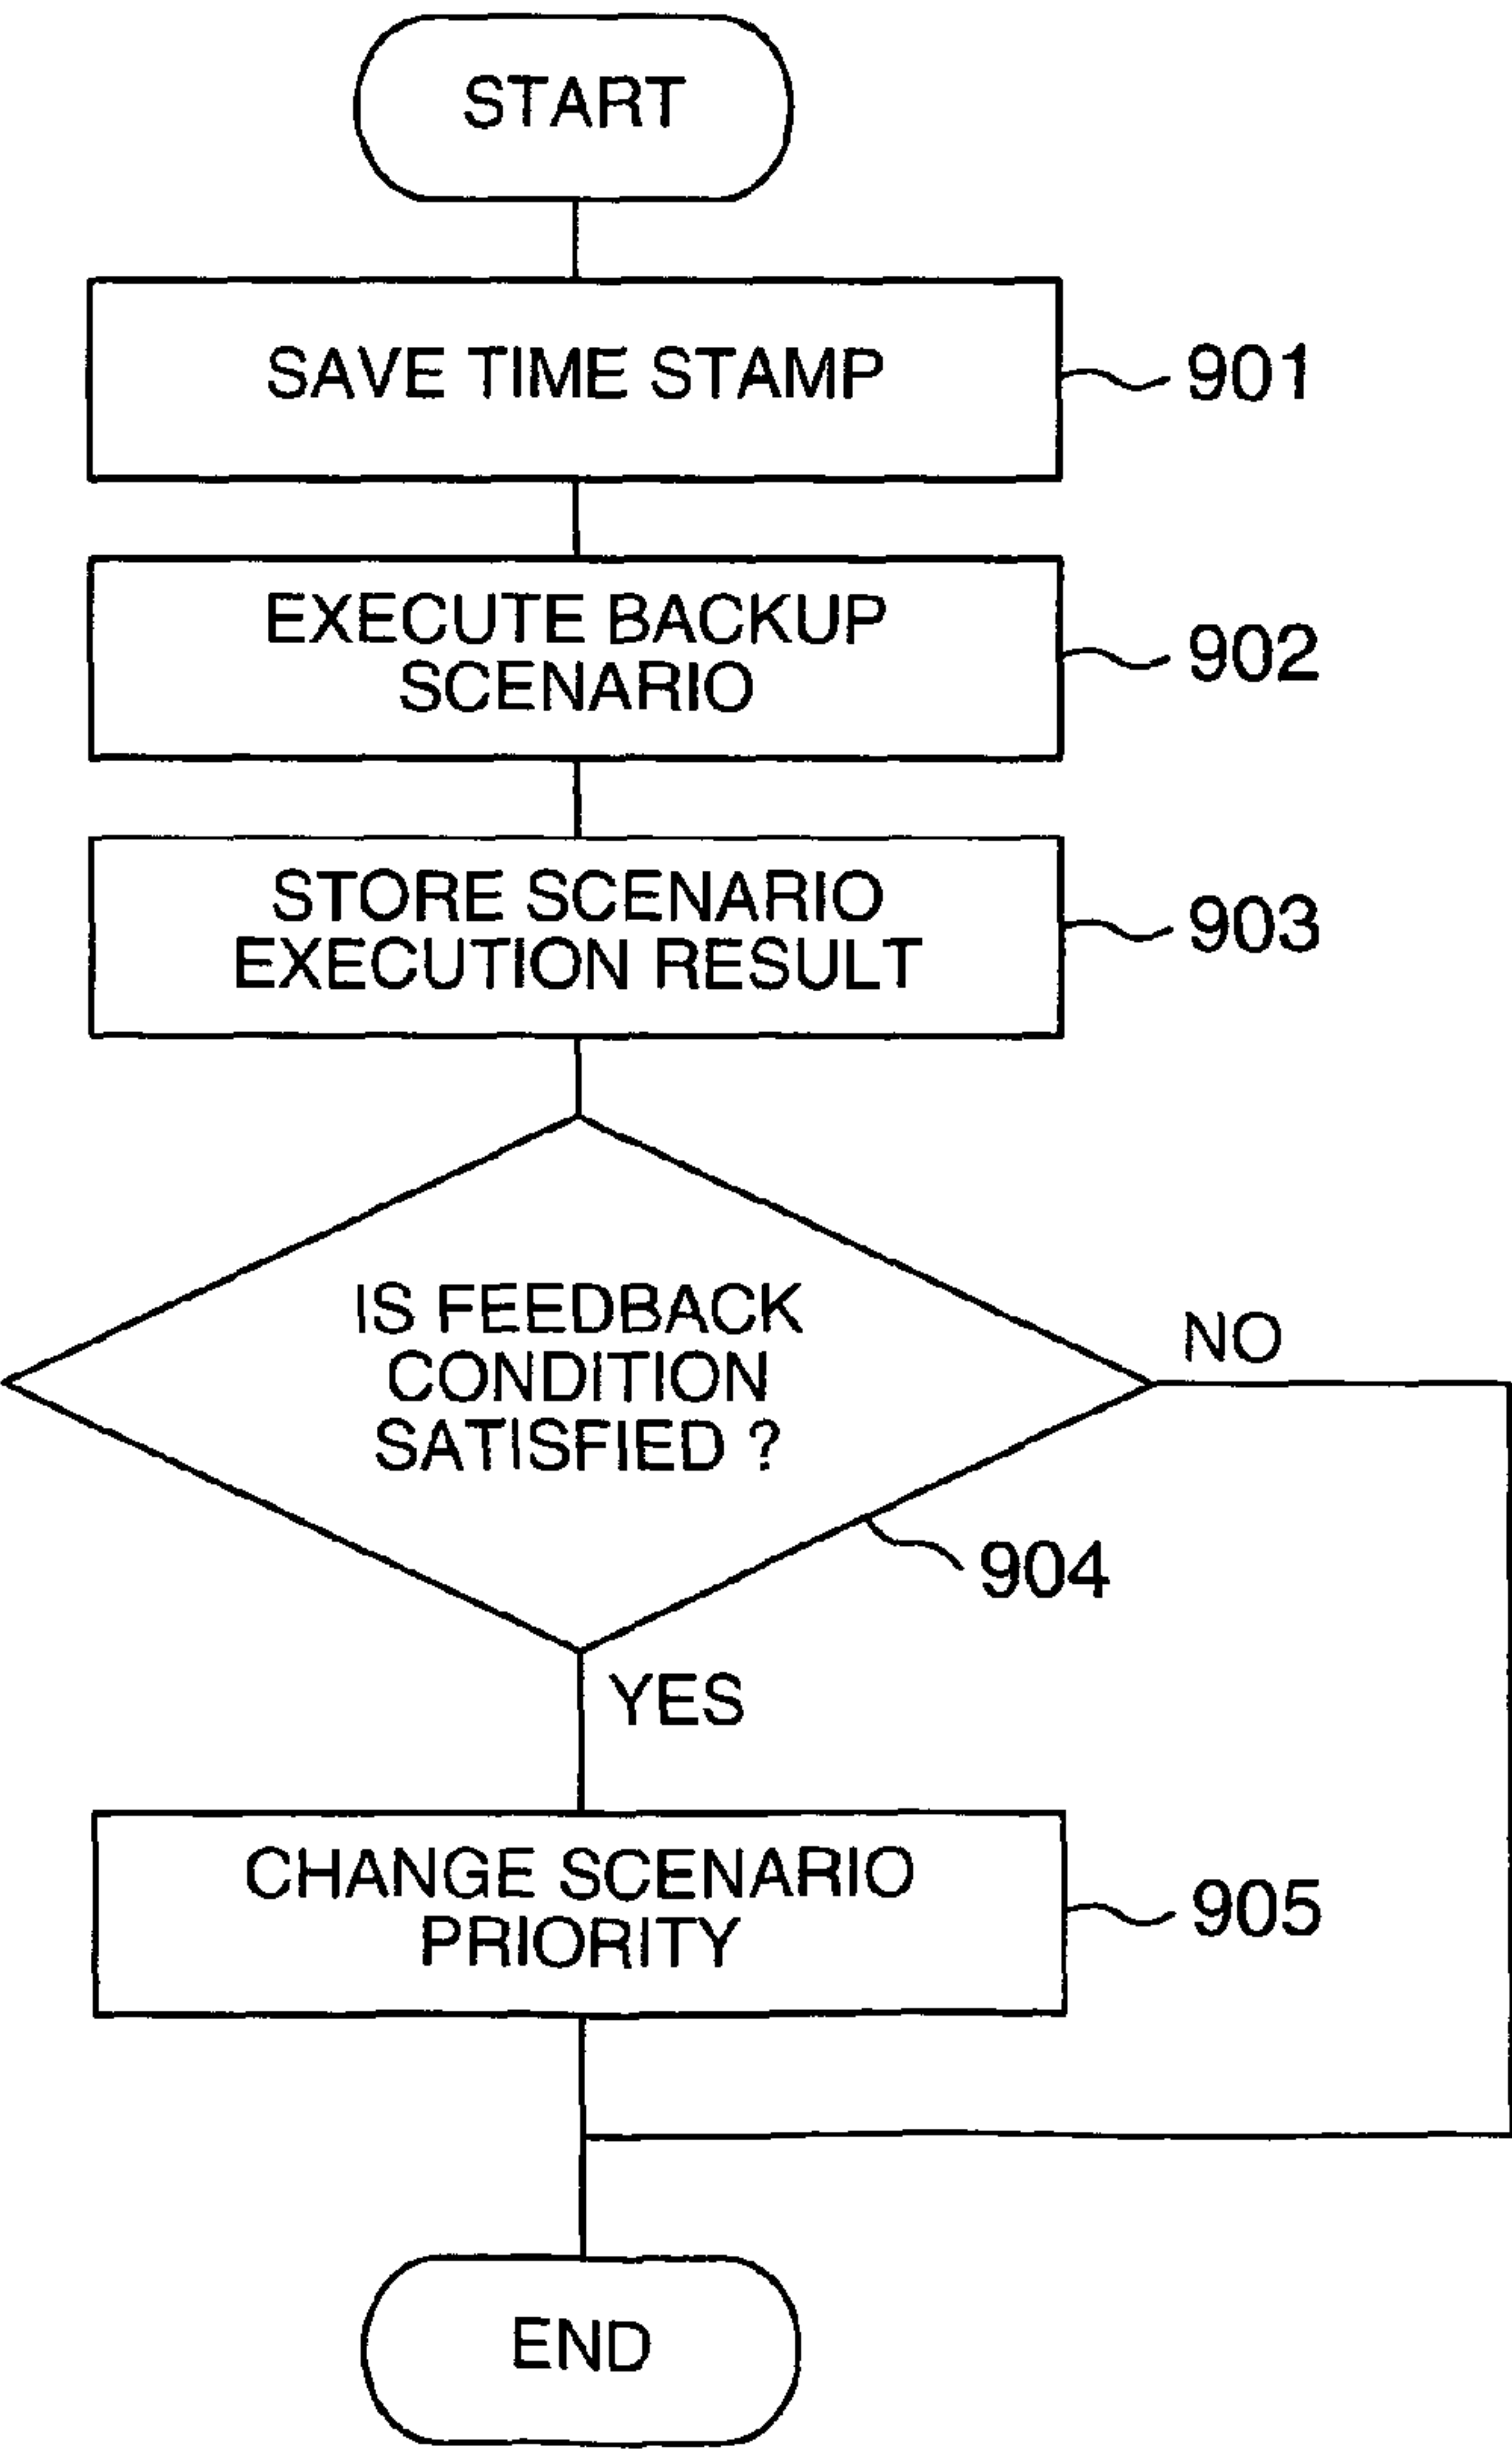 START
SAVE TIME STAMP
901
EXECUTE BACKUP
SCENARIO
902
STORE SCENARIO
EXECUTION RESULT
903
IS FEEDBACK
CONDITION
SATISFIED ?
NO
904
YES
CHANGE SCENARIO
PRIORITY
905
END